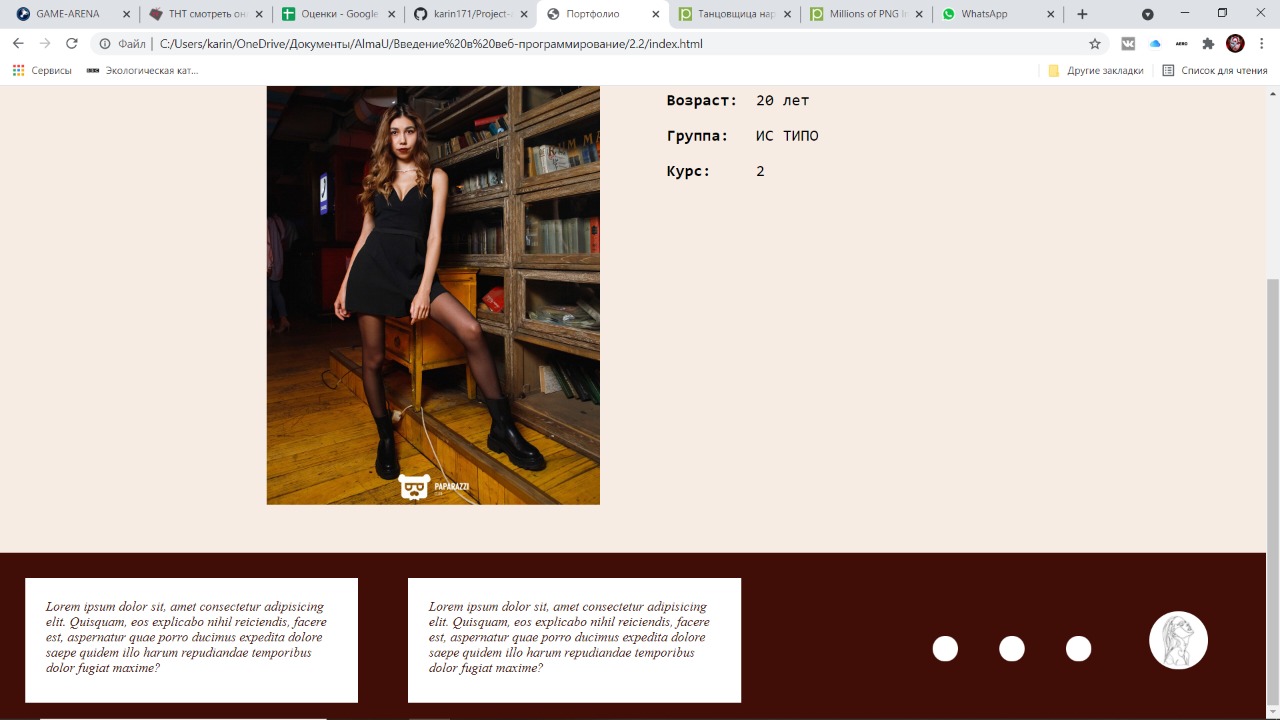 GAME-ARENA
ТНТ смотреть он
Оценки - Google
karin171/Project-
Портфолио
Танцовщица нар
Millions of PNG I
WhatsApp
Файл | C:/Users/karin/OneDrive/Документы/AlmaU/Введение%20в%20веб-программирование/2.2/index.html
AERO
Сервисы
Экологическая кат...
Другие закладки
Список для чтения
Возраст: 20 лет
Группа: ИС ТИПО
Курс: 2
PAPARAZZI
Lorem ipsum dolor sit, amet consectetur adipisicing
elit. Quisquam, eos explicabo nihil reiciendis, facere
est, aspernatur quae porro ducimus expedita dolore
saepe quidem illo harum repudiandae temporibus
dolor fugiat maxime?
Lorem ipsum dolor sit, amet consectetur adipisicing
elit. Quisquam, eos explicabo nihil reiciendis, facere
est, aspernatur quae porro ducimus expedita dolore
saepe quidem illo harum repudiandae temporibus
dolor fugiat maxime?